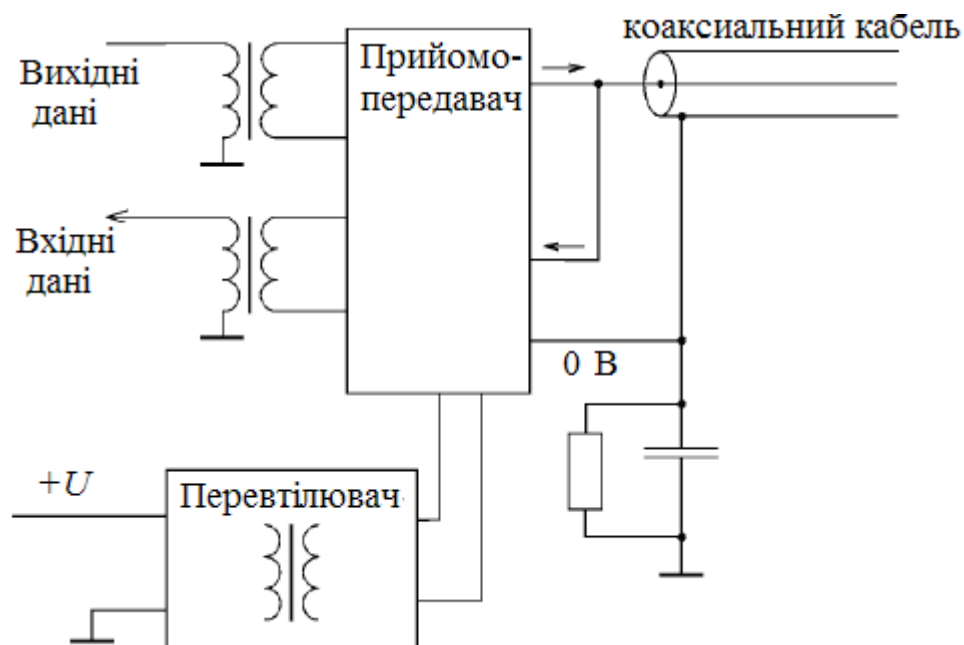 коаксиальний кабель
Прийомо-
передавач
Вихідні
дані
Вхідні
дані
0 В
+U
Перевтілювач